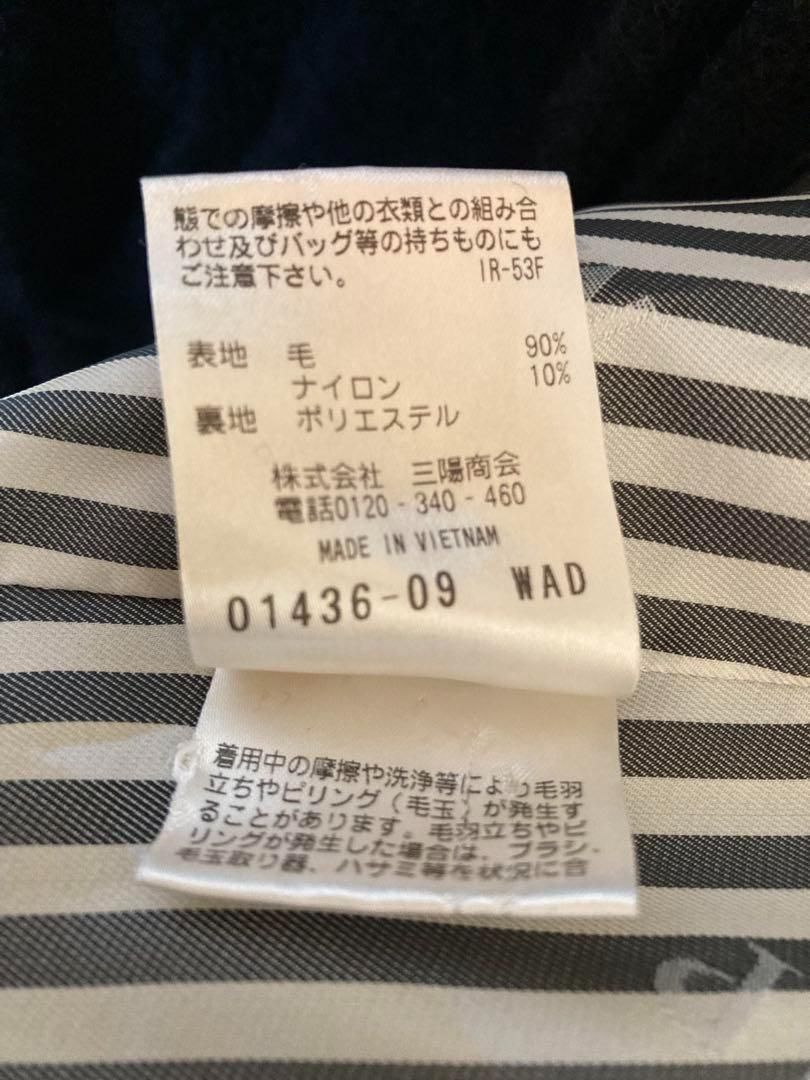 態での摩擦や他の衣類との組み合
わせ及びバッグ等の持ちものにも
ご注意下さい。 IR-53F
表地 毛 90%
ナイロン 10%
裏地 ポリエステル
株式会社 三陽商会
電話0120-340-460
MADE IN VIETNAM
01436-09 WAD
着用中の摩擦や洗浄等により毛羽
立ちやピリング(毛玉)が発生す
ることがあります。毛羽立ちやピ
リングが発生した場合は、ブラシ・
毛玉取り器、ハサミ等を状況に合